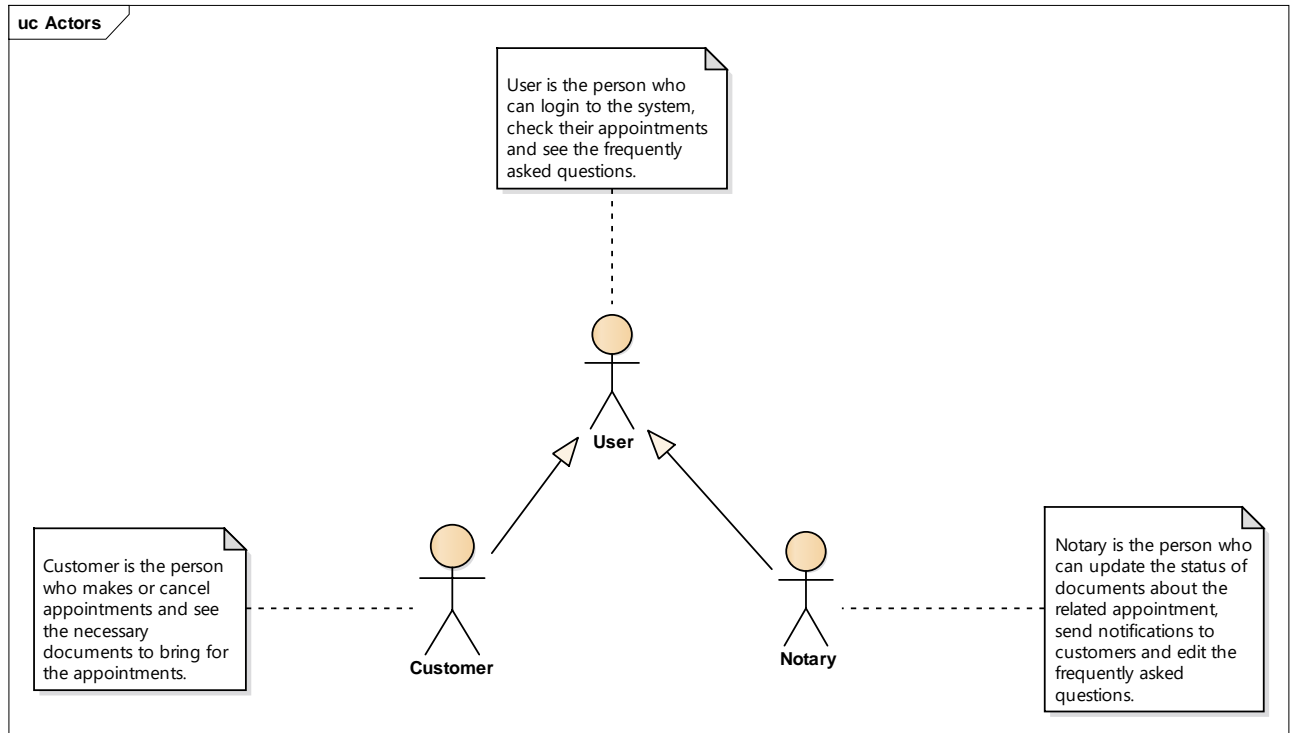 uc Actors
User is the person who
can login to the system,
check their appointments
and see the frequently
asked questions.
User
Customer is the person
who makes or cancel
appointments and see
the necessary
documents to bring for
the appointments.
Customer
Notary
Notary is the person who
can update the status of
documents about the
related appointment,
send notifications to
customers and edit the
frequently asked
questions.